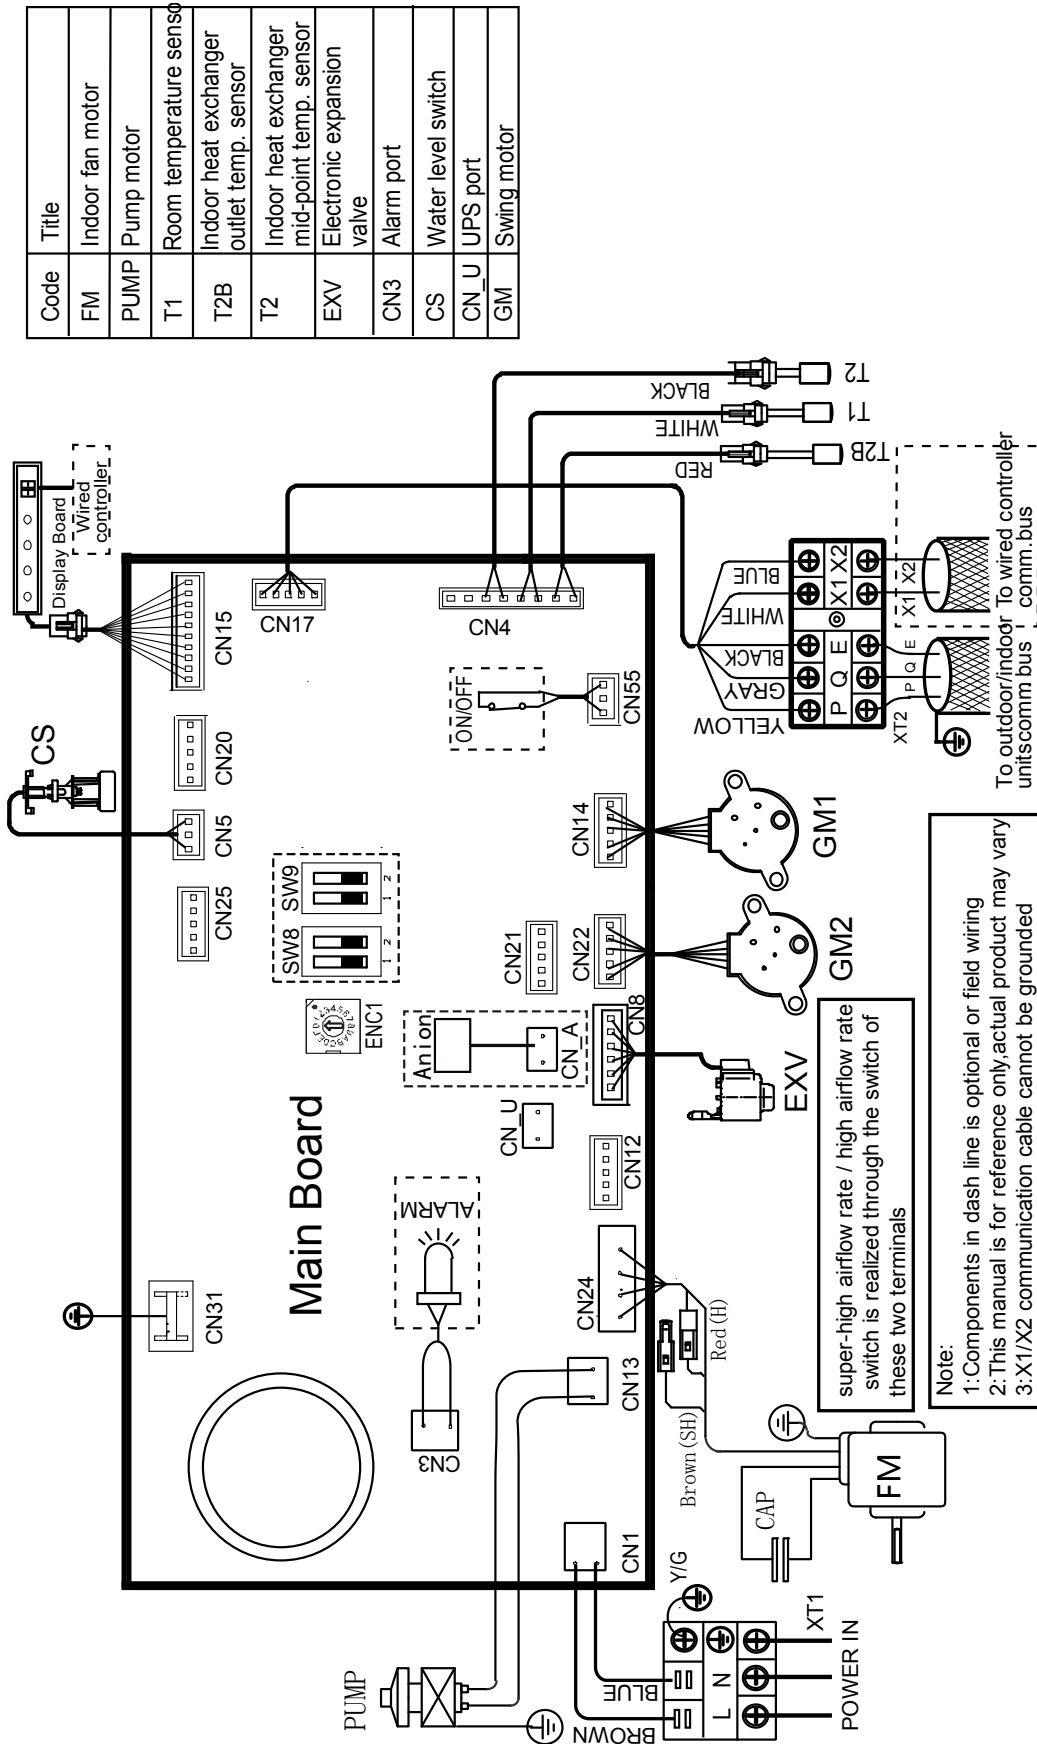 Code Title
FM Indoor fan motor
PUMP Pump motor
T1 Room temperature senso
T2B Indoor heat exchanger
outlet temp. sensor
T2 Indoor heat exchanger
mid-point temp. sensor
EXV Electronic expansion
valve
CN3 Alarm port
CS Water level switch
CN_U UPS port
GM Swing motor
Display Board
Wired
controller
CS
CN15
CN20
CN5
CN25
CN31
CN17
CN4
SW9
1 2
SW8
1 2
ENC1
Main Board
ON/OFF
CN55
Anion
CN_A
CN_U
ALARM
CN3
CN14
CN21
CN22
CN8
CN12
CN24
CN13
CN1
BLACK
T2
WHITE
T1
RED
T2B
BLUE
WHITE
BLACK
GRAY
YELLOW
P Q E X1 X2
XT2
P Q E
X1 X2
To outdoor/indoor
unitscomm bus
To wired controller
comm.bus
GM1
GM2
EXV
Red(H)
Brown(SH)
CAP
FM
PUMP
BLUE
BROWN
Y/G
L N
XT1
POWER IN
super-high airflow rate / high airflow rate
switch is realized through the switch of
these two terminals
Note:
1:Components in dash line is optional or field wiring
2:This manual is for reference only,actual product may vary
3:X1/X2 communication cable cannot be grounded